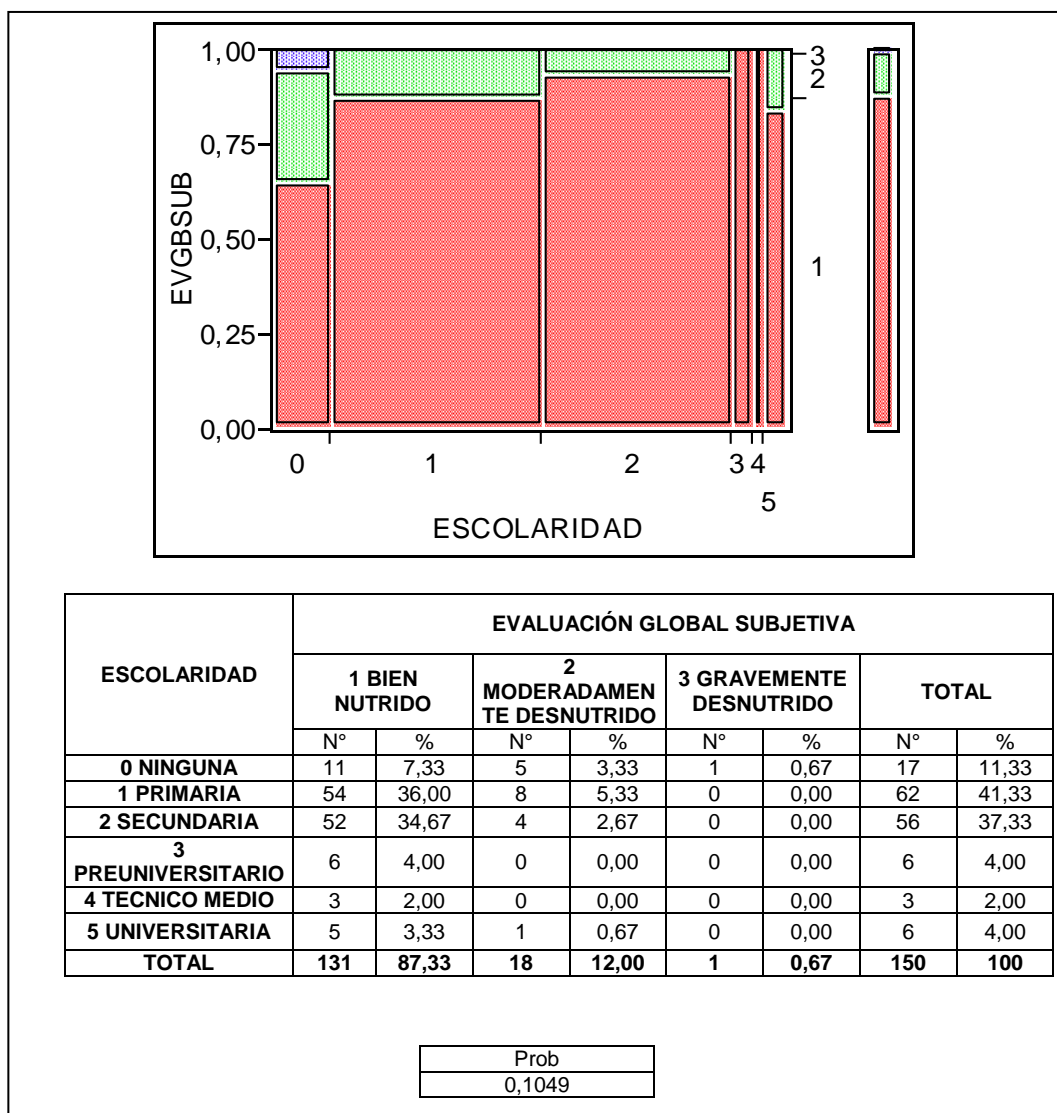 1,00
0,75
0,50
0,25
0,00
EVGBSUB
3
2
1
0 1 2 3 4
5
ESCOLARIDAD
ESCOLARIDAD
EVALUACIÓN GLOBAL SUBJETIVA
1 BIEN
NUTRIDO
2
MODERADAMEN
TE DESNUTRIDO
3 GRAVEMENTE
DESNUTRIDO
TOTAL
N° % N° % N° % N° %
0 NINGUNA 11 7,33 5 3,33 1 0,67 17 11,33
1 PRIMARIA 54 36,00 8 5,33 0 0,00 62 41,33
2 SECUNDARIA 52 34,67 4 2,67 0 0,00 56 37,33
3
PREUNIVERSITARIO 6 4,00 0 0,00 0 0,00 6 4,00
4 TECNICO MEDIO 3 2,00 0 0,00 0 0,00 3 2,00
5 UNIVERSITARIA 5 3,33 1 0,67 0 0,00 6 4,00
TOTAL 131 87,33 18 12,00 1 0,67 150 100
Prob
0,1049